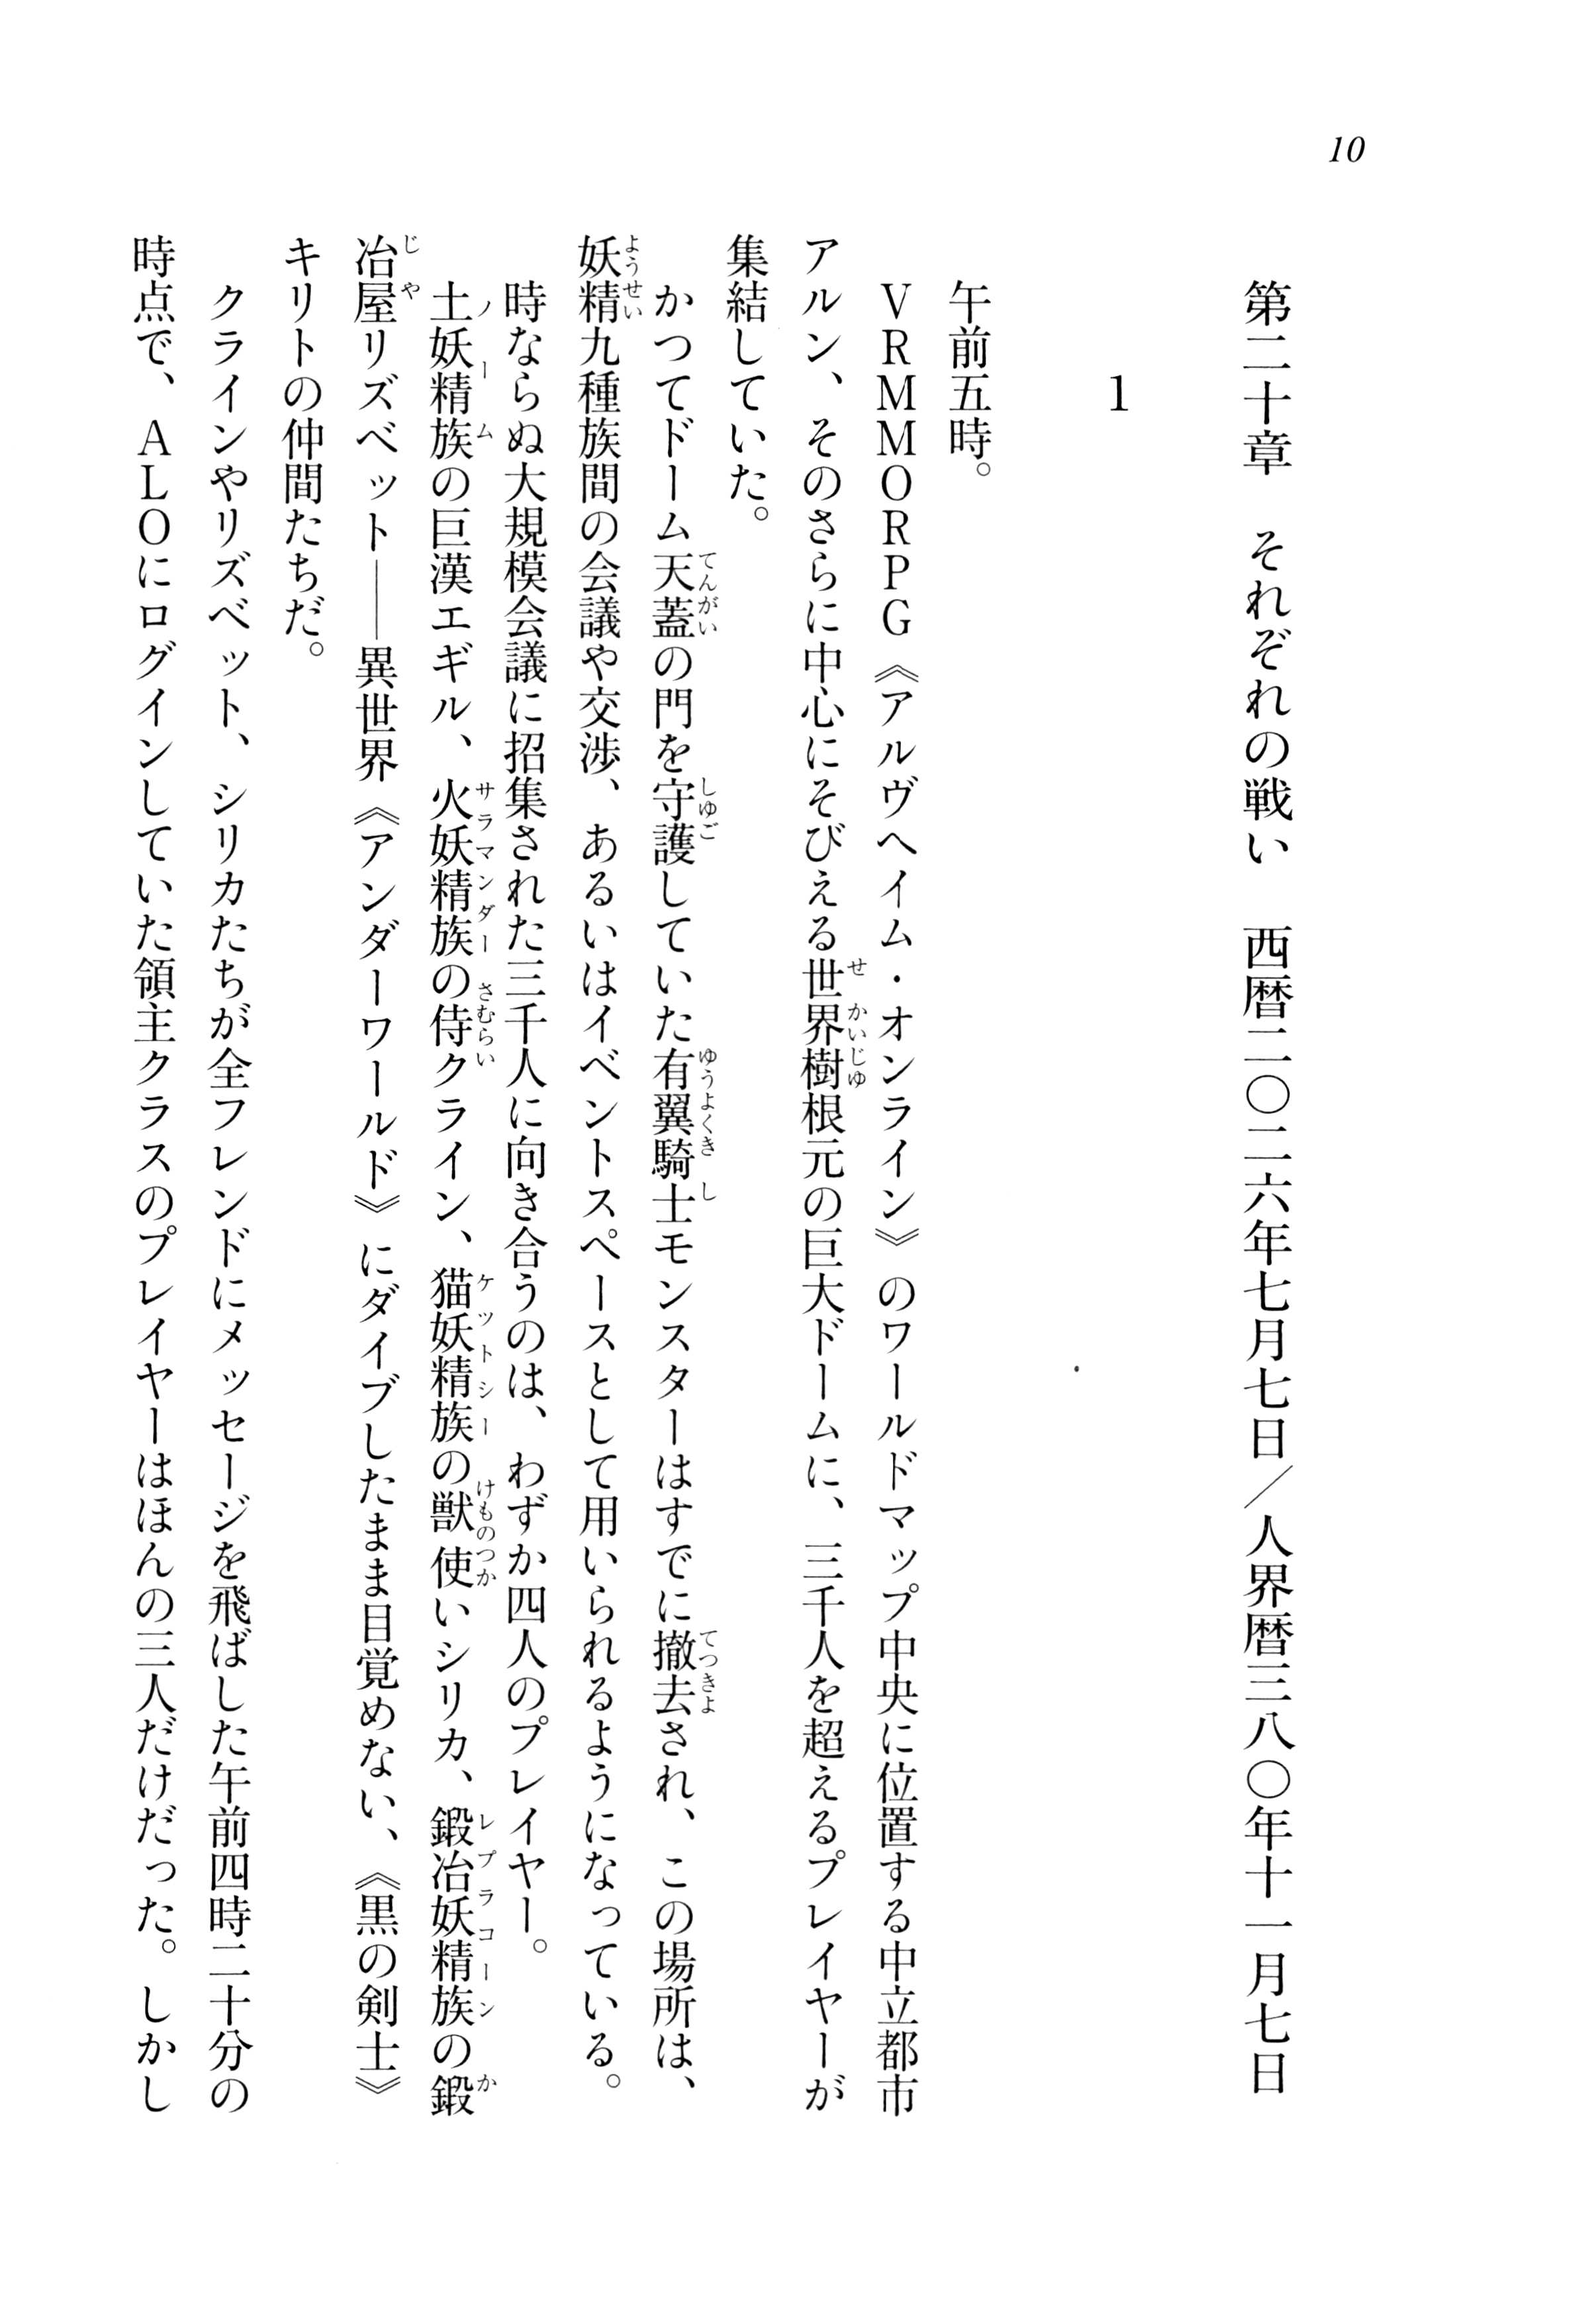 10
第二十章　それぞれの戦い　西暦二〇二六年七月七日／人界暦三八〇年十一月七日
1
午前五時。
ＶＲＭＭＯＲＰＧ《アルヴヘイム・オンライン》のワールドマップ中央に位置する中立都市
アルン、そのさらに中心にそびえる世界樹根元の巨大ドームに、三千人を超えるプレイヤーが
集結していた。
かつてドーム天蓋の門を守護していた有翼騎士モンスターはすでに撤去され、この場所は、
妖精九種族間の会議や交渉、あるいはイベントスペースとして用いられるようになっている。
時ならぬ大規模会議に招集された三千人に向き合うのは、わずか四人のプレイヤー。
土妖精族の巨漢エギル、火妖精族の侍クライン、猫妖精族の獣使いシリカ、鍛冶妖精族の鍛
冶屋リズベット――異世界《アンダーワールド》にダイブしたまま目覚めない、《黒の剣士》
キリトの仲間たちだ。
クラインやリズベット、シリカたちが全フレンドにメッセージを飛ばした午前四時二十分の
時点で、ＡＬＯにログインしていた領主クラスのプレイヤーはほんの三人だけだった。しかし